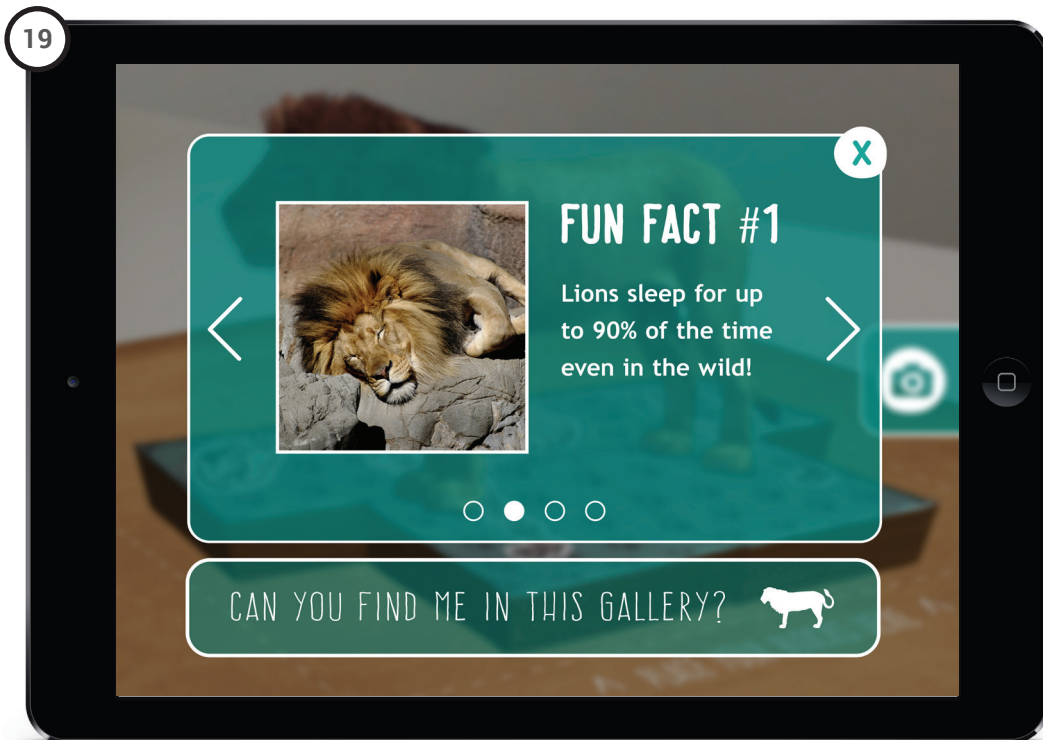 19
X
FUN FACT #1
Lions sleep for up
to 90% of the time
even in the wild!
CAN YOU FIND ME IN THIS GALLERY?